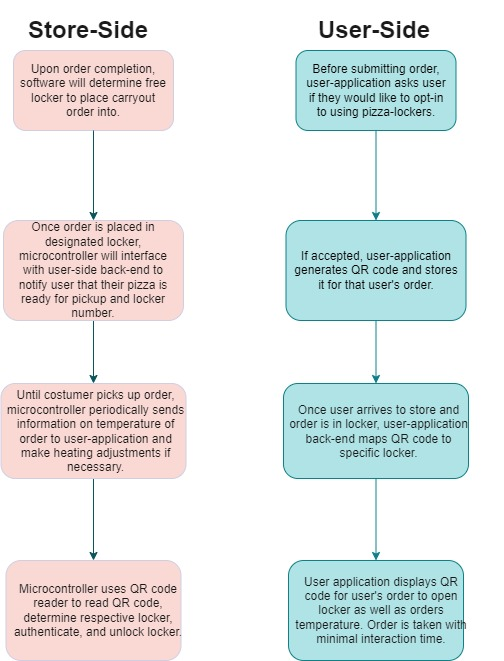 Store-Side
Upon order completion,
software will determine free
locker to place carryout
order into.
Once order is placed in
designated locker,
microcontroller will interface
with user-side back-end to
notify user that their pizza is
ready for pickup and locker
number.
Until costumer picks up order,
microcontroller periodically sends
information on temperature of
order to user-application and
make heating adjustments if
necessary.
Microcontroller uses QR code
reader to read QR code,
determine respective locker,
authenticate, and unlock locker.
User-Side
Before submitting order,
user-application asks user
if they would like to opt-in
to using pizza-lockers.
If accepted, user-application
generates QR code and stores
it for that user's order.
Once user arrives to store and
order is in locker, user-application
back-end maps QR code to
specific locker.
User application displays QR
code for user's order to open
locker as well as orders
temperature. Order is taken with
minimal interaction time.